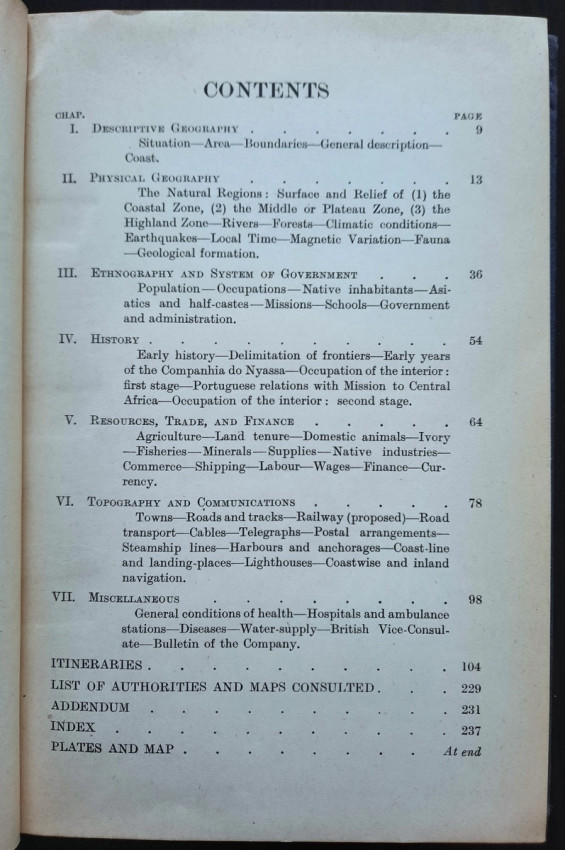 CONTENTS
CHAP. PAGE
I. DESCRIPTIVE GEOGRAPHY . . . . . . . 9
Situation—Area—Boundaries—General description—
Coast.
II. PHYSICAL GEOGRAPHY . . . . . . . 13
The Natural Regions: Surface and Relief of (1) the
Coastal Zone, (2) the Middle or Plateau Zone, (3) the
Highland Zone—Rivers—Forests—Climatic conditions—
Earthquakes—Local Time—Magnetic Variation—Fauna
—Geological formation.
III. ETHNOGRAPHY AND SYSTEM OF GOVERNMENT . . . 36
Population—Occupations—Native inhabitants—Asi-
atics and half-castes—Missions—Schools—Government
and administration.
IV. HISTORY . . . . . . . . . . 54
Early history—Delimitation of frontiers—Early years
of the Companhia do Nyassa—Occupation of the interior:
first stage—Portuguese relations with Mission to Central
Africa—Occupation of the interior: second stage.
V. RESOURCES, TRADE, AND FINANCE . . . . . 64
Agriculture—Land tenure—Domestic animals—Ivory
—Fisheries—Minerals—Supplies—Native industries—
Commerce—Shipping—Labour—Wages—Finance—Cur-
rency.
VI. TOPOGRAPHY AND COMMUNICATIONS . . . . . 78
Towns—Roads and tracks—Railway (proposed)—Road
transport—Cables—Telegraphs—Postal arrangements—
Steamship lines—Harbours and anchorages—Coast-line
and landing-places—Lighthouses—Coastwise and inland
navigation.
VII. MISCELLANEOUS . . . . . . . . 98
General conditions of health—Hospitals and ambulance
stations—Diseases—Water-supply—British Vice-Consul-
ate—Bulletin of the Company.
ITINERARIES . . . . . . . . . . 104
LIST OF AUTHORITIES AND MAPS CONSULTED . . . 229
ADDENDUM . . . . . . . . . . 231
INDEX . . . . . . . . . . . 237
PLATES AND MAP . . . . . . . . At end